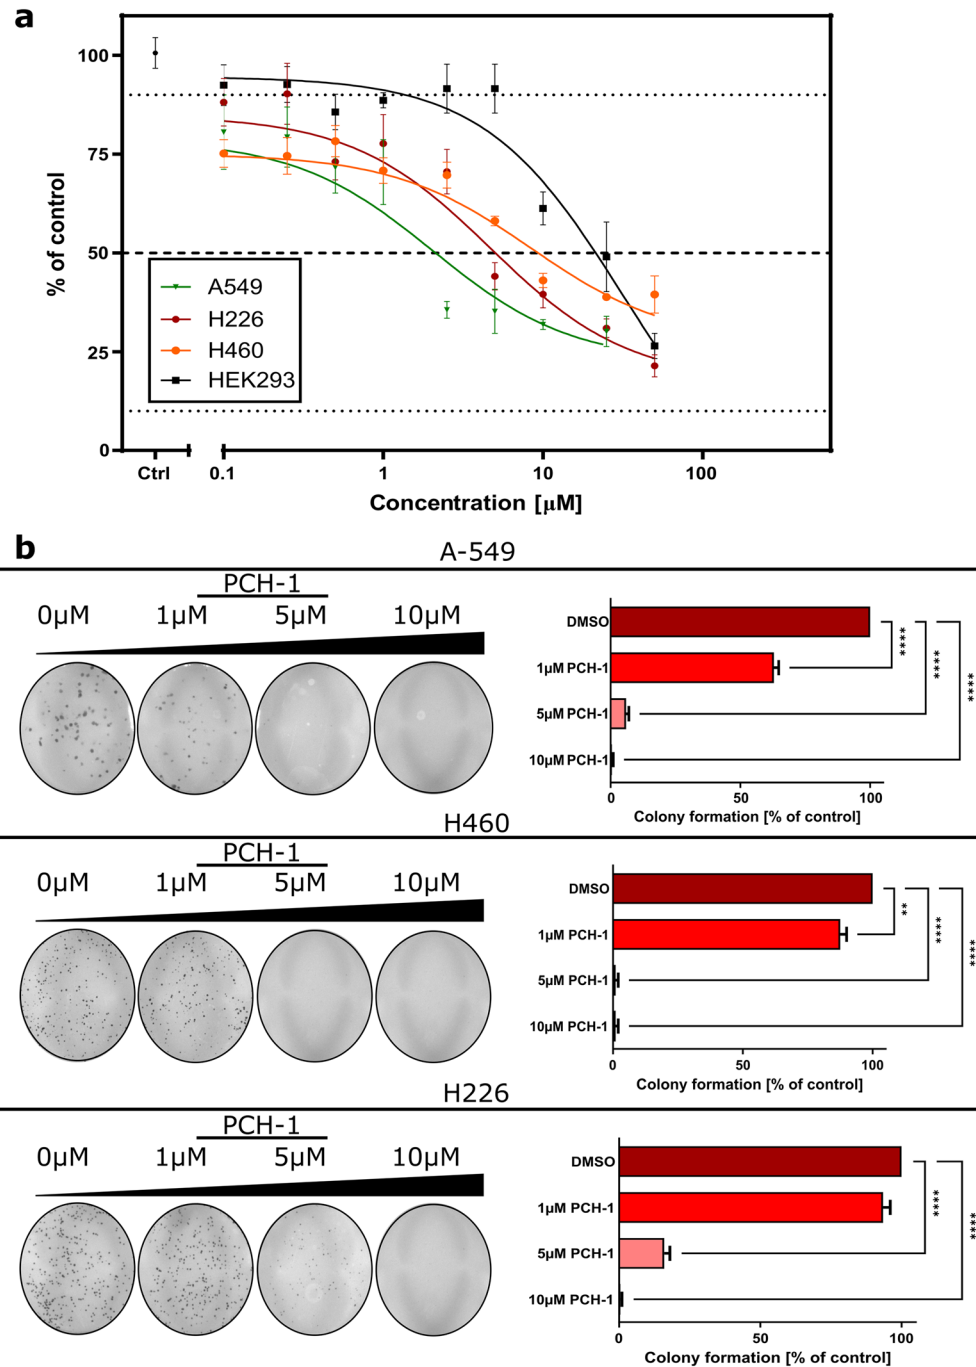 a
% of control
100
75
50
25
0
A549
H226
H460
HEK293
Ctrl
0.1
1
10
100
Concentration [µM]
b
A-549
PCH-1
0µM 1µM 5µM 10µM
DMSO
1µM PCH-1
5µM PCH-1
10µM PCH-1
****
****
****
0 50 100
Colony formation [% of control]
H460
PCH-1
0µM 1µM 5µM 10µM
DMSO
1µM PCH-1
5µM PCH-1
10µM PCH-1
**
****
****
0 50 100
Colony formation [% of control]
H226
PCH-1
0µM 1µM 5µM 10µM
DMSO
1µM PCH-1
5µM PCH-1
10µM PCH-1
****
****
0 50 100
Colony formation [% of control]